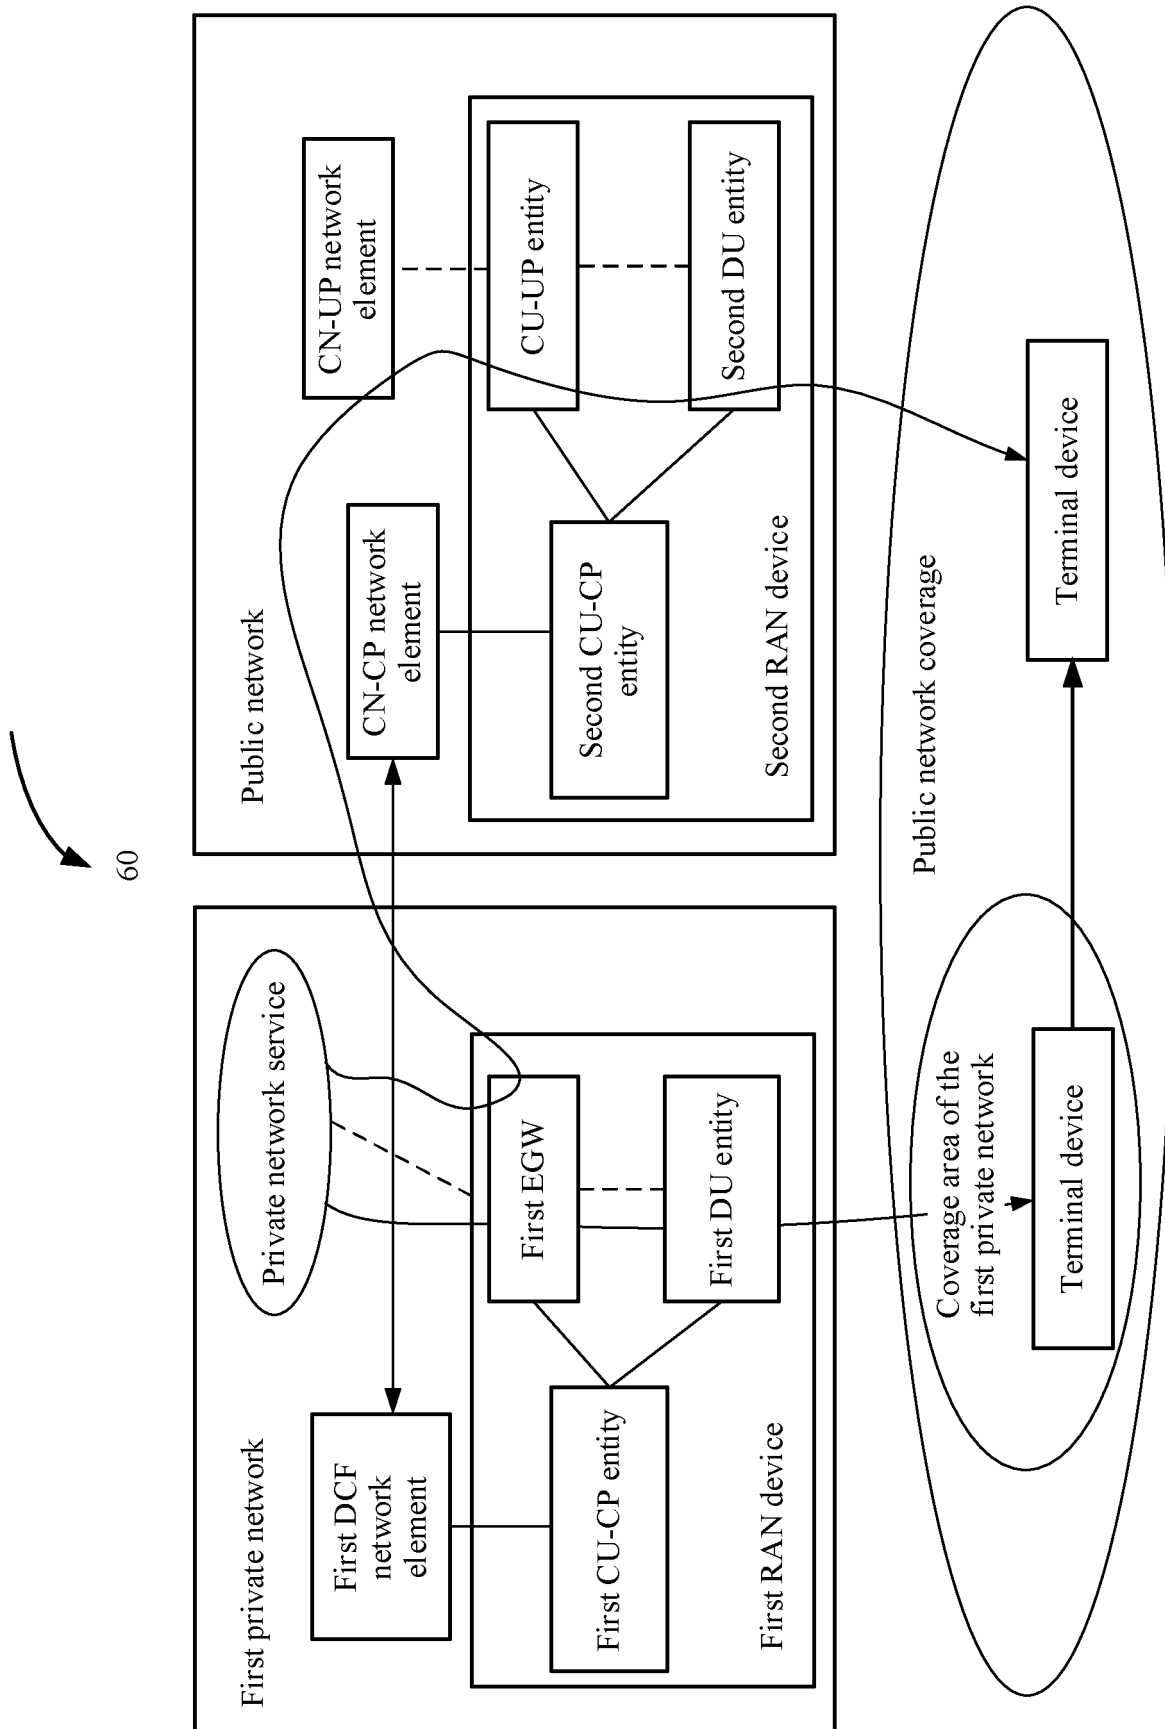 60
First private network
Private network service
First DCF
network
element
First EGW
First CU-CP entity
First DU entity
First RAN device
Public network
CN-UP network
element
CN-CP network
element
CU-UP entity
Second CU-CP
entity
Second DU entity
Second RAN device
Public network coverage
Coverage area of the
first private network
Terminal device
Terminal device